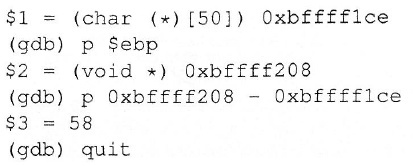 $1 = (char (*)[50]) 0xbffff1ce
(gdb) p $ebp
$2 = (void *) 0xbffff208
(gdb) p 0xbffff208 - 0xbffff1ce
$3 = 58
(gdb) quit